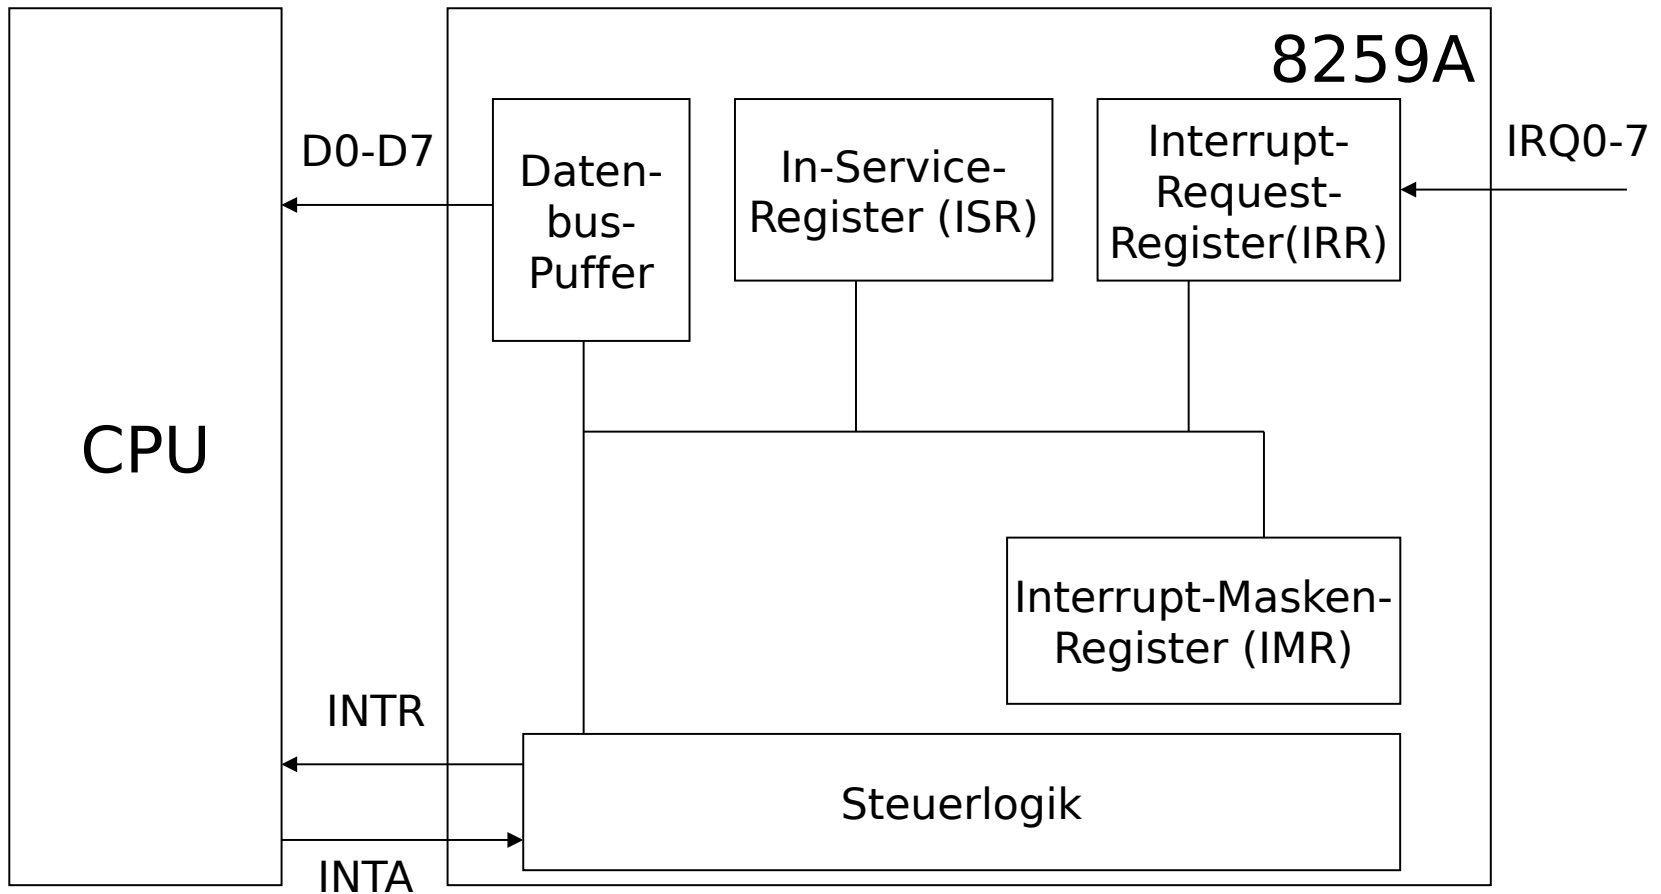 8259A
CPU
D0-D7
Daten-
bus-
Puffer
In-Service-
Register (ISR)
Interrupt-
Request-
Register(IRR)
IRQ0-7
Interrupt-Masken-
Register (IMR)
INTR
Steuerlogik
INTA